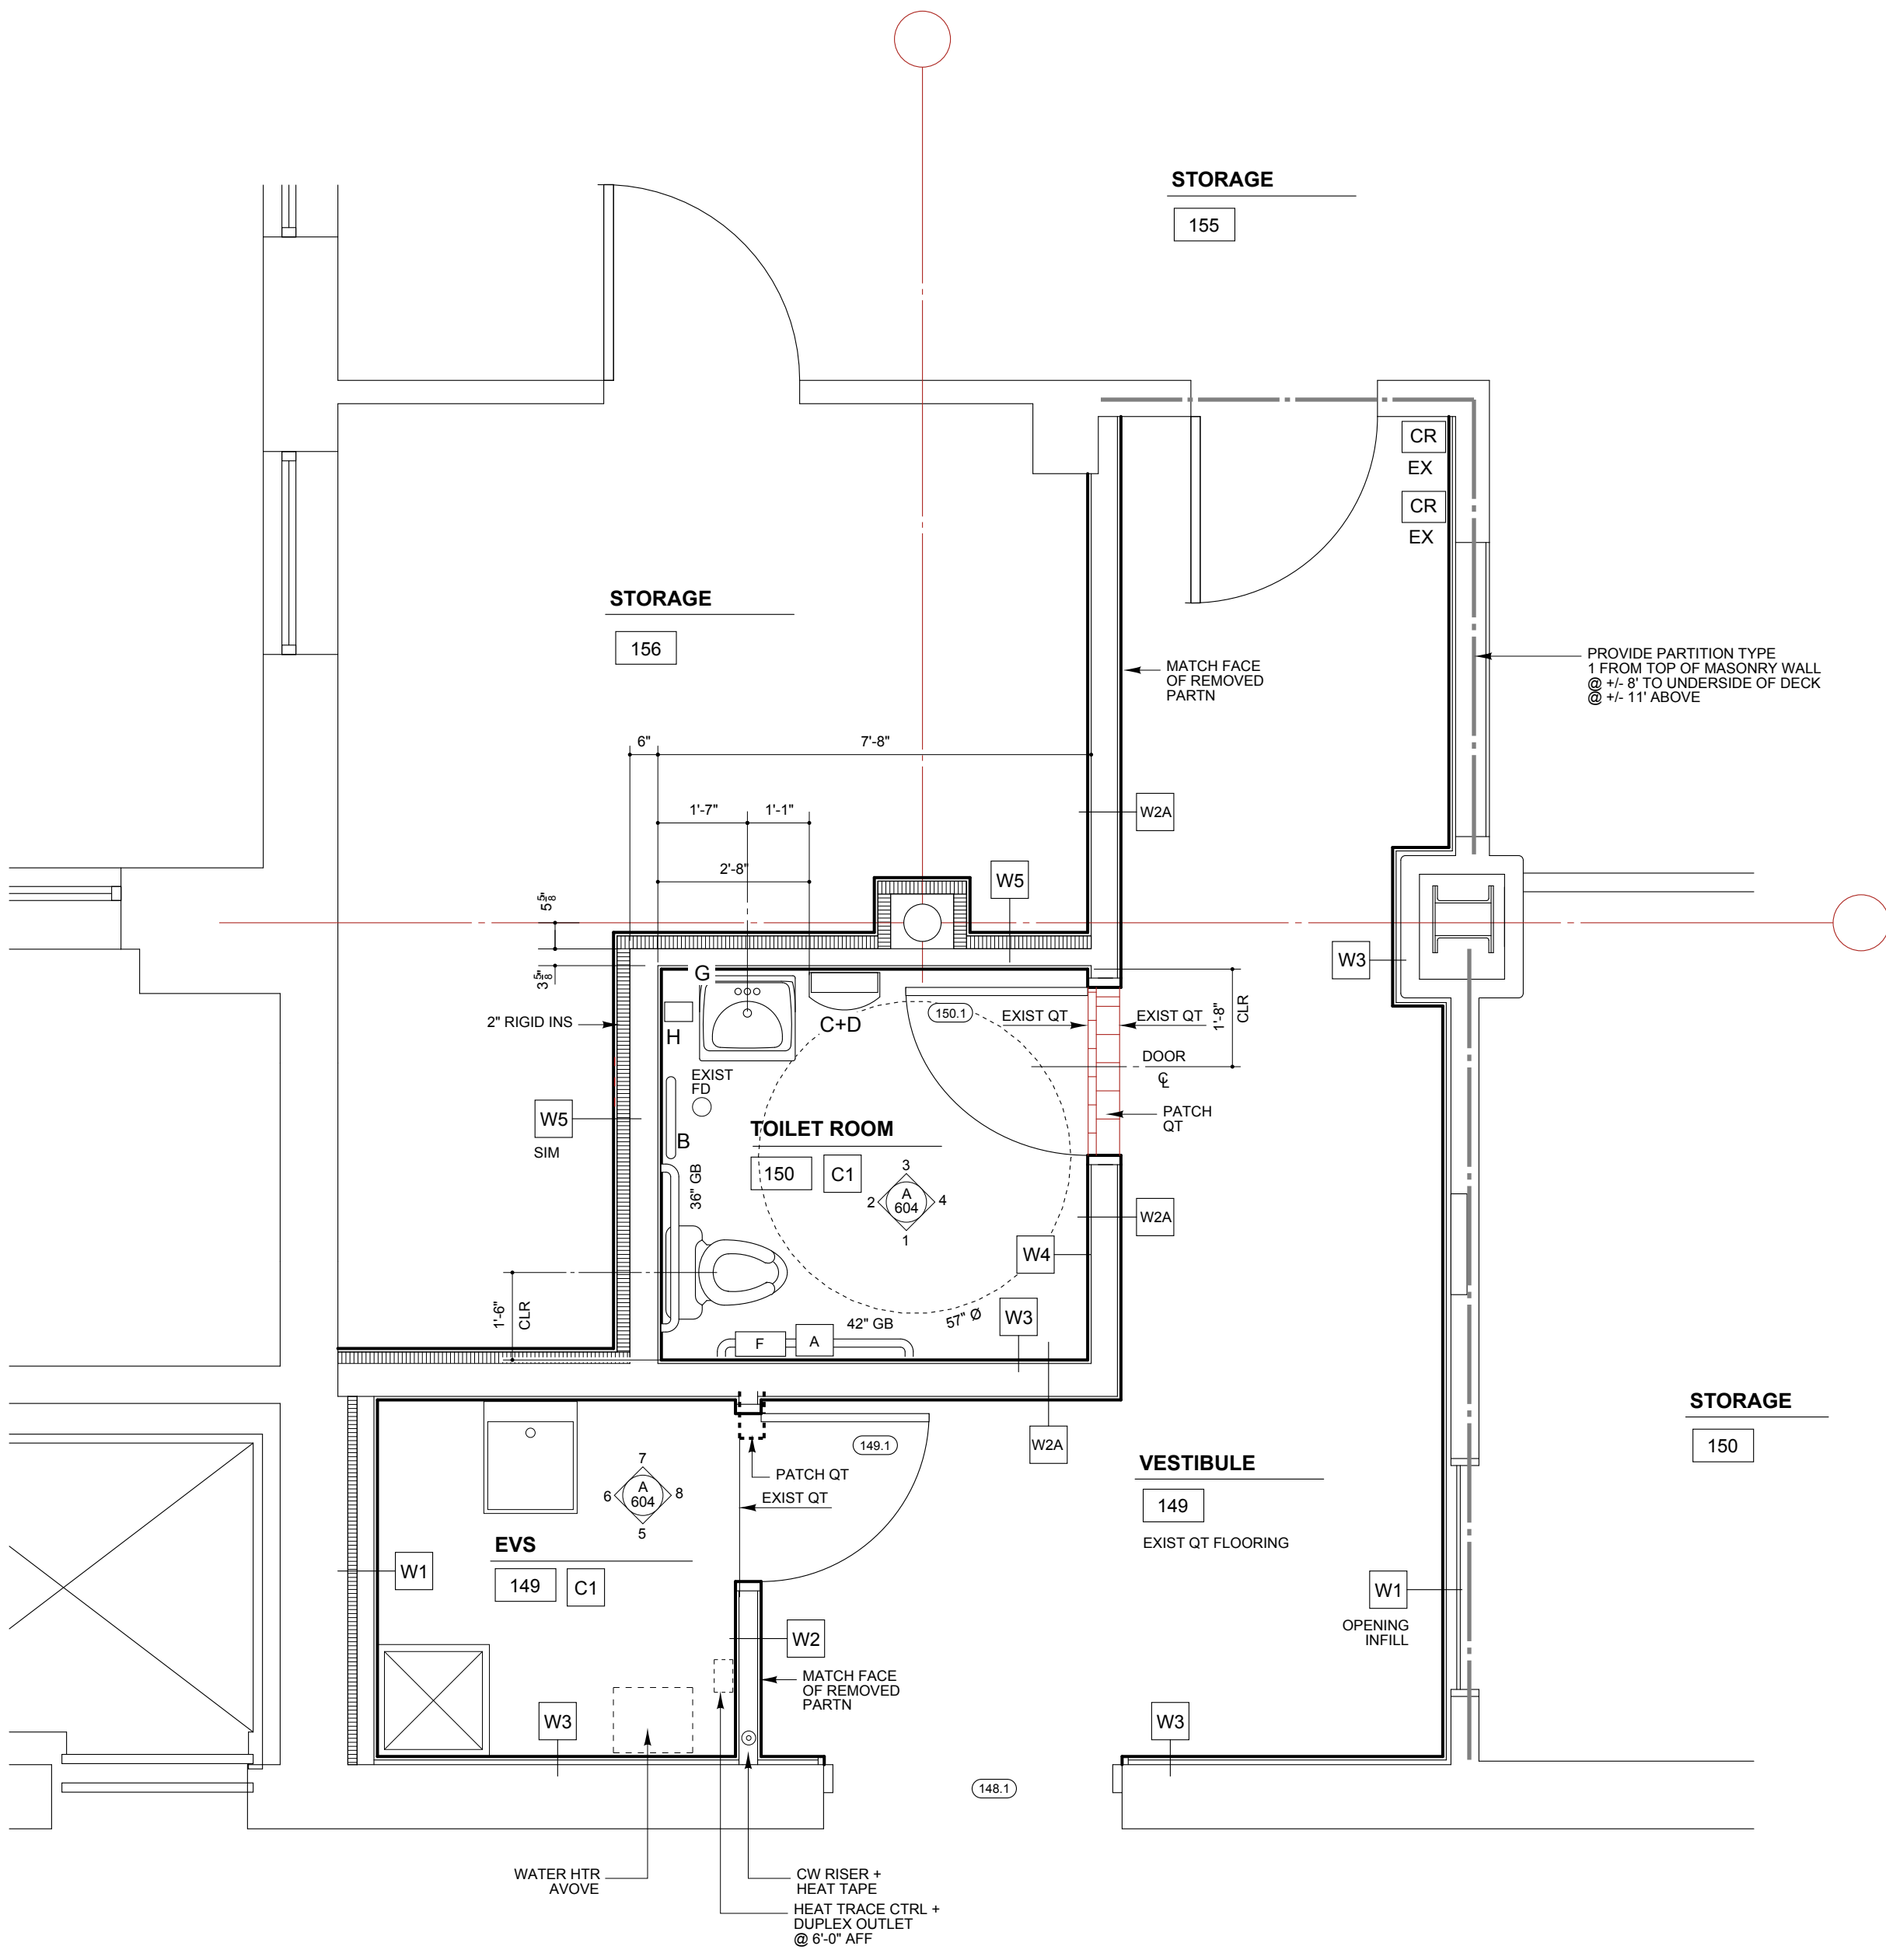 STORAGE
155
CR
EX
CR
EX
STORAGE
156
MATCH FACE
OF REMOVED
PARTN
PROVIDE PARTITION TYPE
1 FROM TOP OF MASONRY WALL
@ +/- 8' TO UNDERSIDE OF DECK
@ +/- 11' ABOVE
6"
7'-8"
1'-7"
1'-1"
W2A
2'-8"
W5
5 5/8"
W3
3 5/8"
G
2" RIGID INS
H
C+D
150.1
EXIST QT
EXIST QT
1'-8"
CLR
DOOR
℄
EXIST
FD
PATCH
QT
W5
SIM
B
TOILET ROOM
150
C1
36" GB
3
2
A
604
4
1
W2A
W4
1'-6"
CLR
42" GB
57" Ø
W3
F
A
STORAGE
150
149.1
W2A
VESTIBULE
149
EXIST QT FLOORING
PATCH QT
EXIST QT
7
6
A
604
8
5
EVS
149
C1
W1
W1
OPENING
INFILL
W2
MATCH FACE
OF REMOVED
PARTN
W3
W3
148.1
WATER HTR
AVOVE
CW RISER +
HEAT TAPE
HEAT TRACE CTRL +
DUPLEX OUTLET
@ 6'-0" AFF